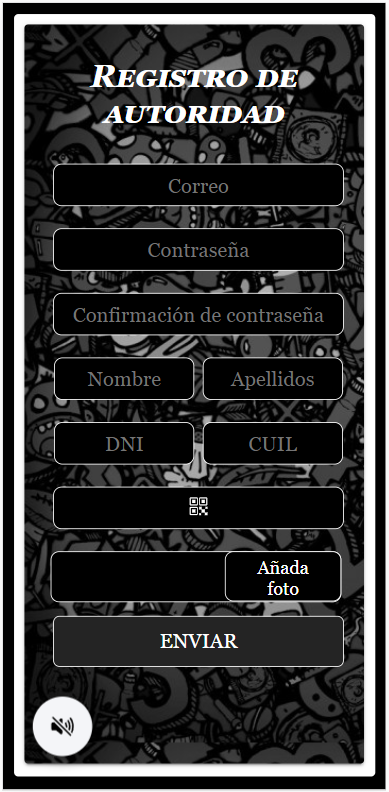 Registro de
autoridad
Correo
Contraseña
Confirmación de contraseña
Nombre Apellidos
DNI CUIL
Añada
foto
ENVIAR